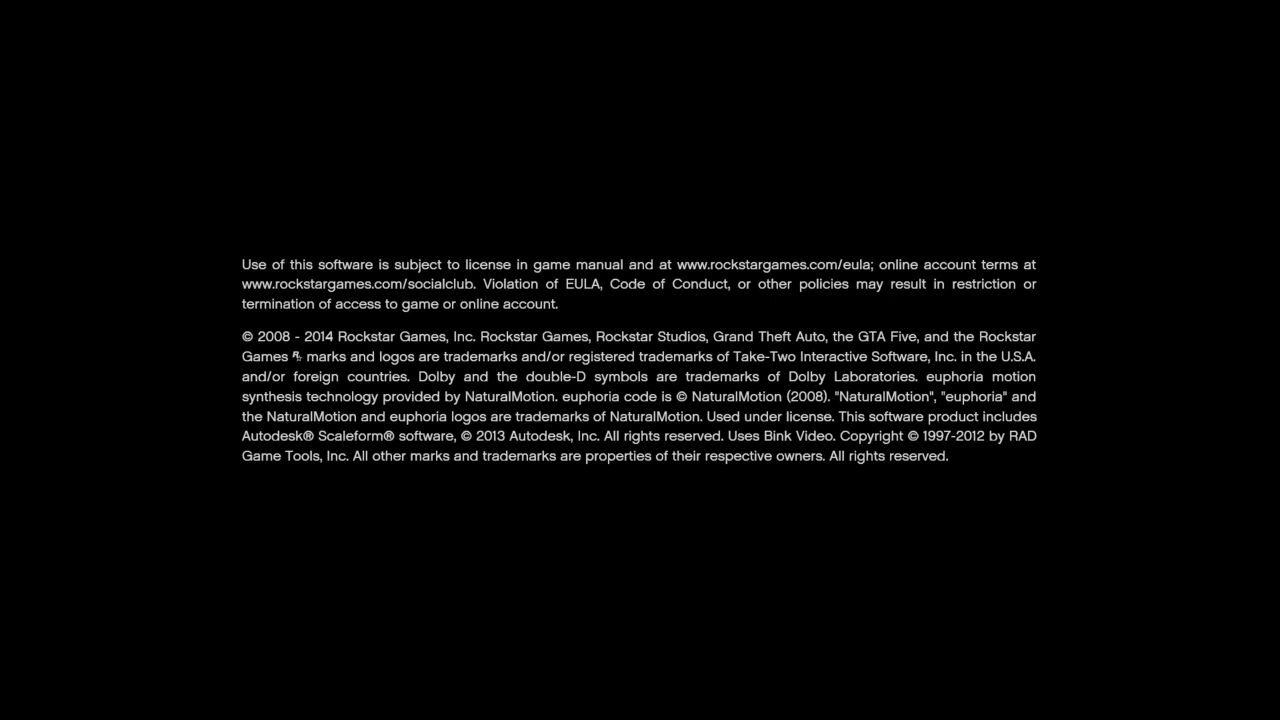 Use of this software is subject to license in game manual and at www.rockstargames.com/eula; online account terms at
www.rockstargames.com/socialclub. Violation of EULA, Code of Conduct, or other policies may result in restriction or
termination of access to game or online account.
© 2008 - 2014 Rockstar Games, Inc. Rockstar Games, Rockstar Studios, Grand Theft Auto, the GTA Five, and the Rockstar
Games R* marks and logos are trademarks and/or registered trademarks of Take-Two Interactive Software, Inc. in the U.S.A.
and/or foreign countries. Dolby and the double-D symbols are trademarks of Dolby Laboratories. euphoria motion
synthesis technology provided by NaturalMotion. euphoria code is © NaturalMotion (2008). "NaturalMotion", "euphoria" and
the NaturalMotion and euphoria logos are trademarks of NaturalMotion. Used under license. This software product includes
Autodesk® Scaleform® software, © 2013 Autodesk, Inc. All rights reserved. Uses Bink Video. Copyright © 1997-2012 by RAD
Game Tools, Inc. All other marks and trademarks are properties of their respective owners. All rights reserved.